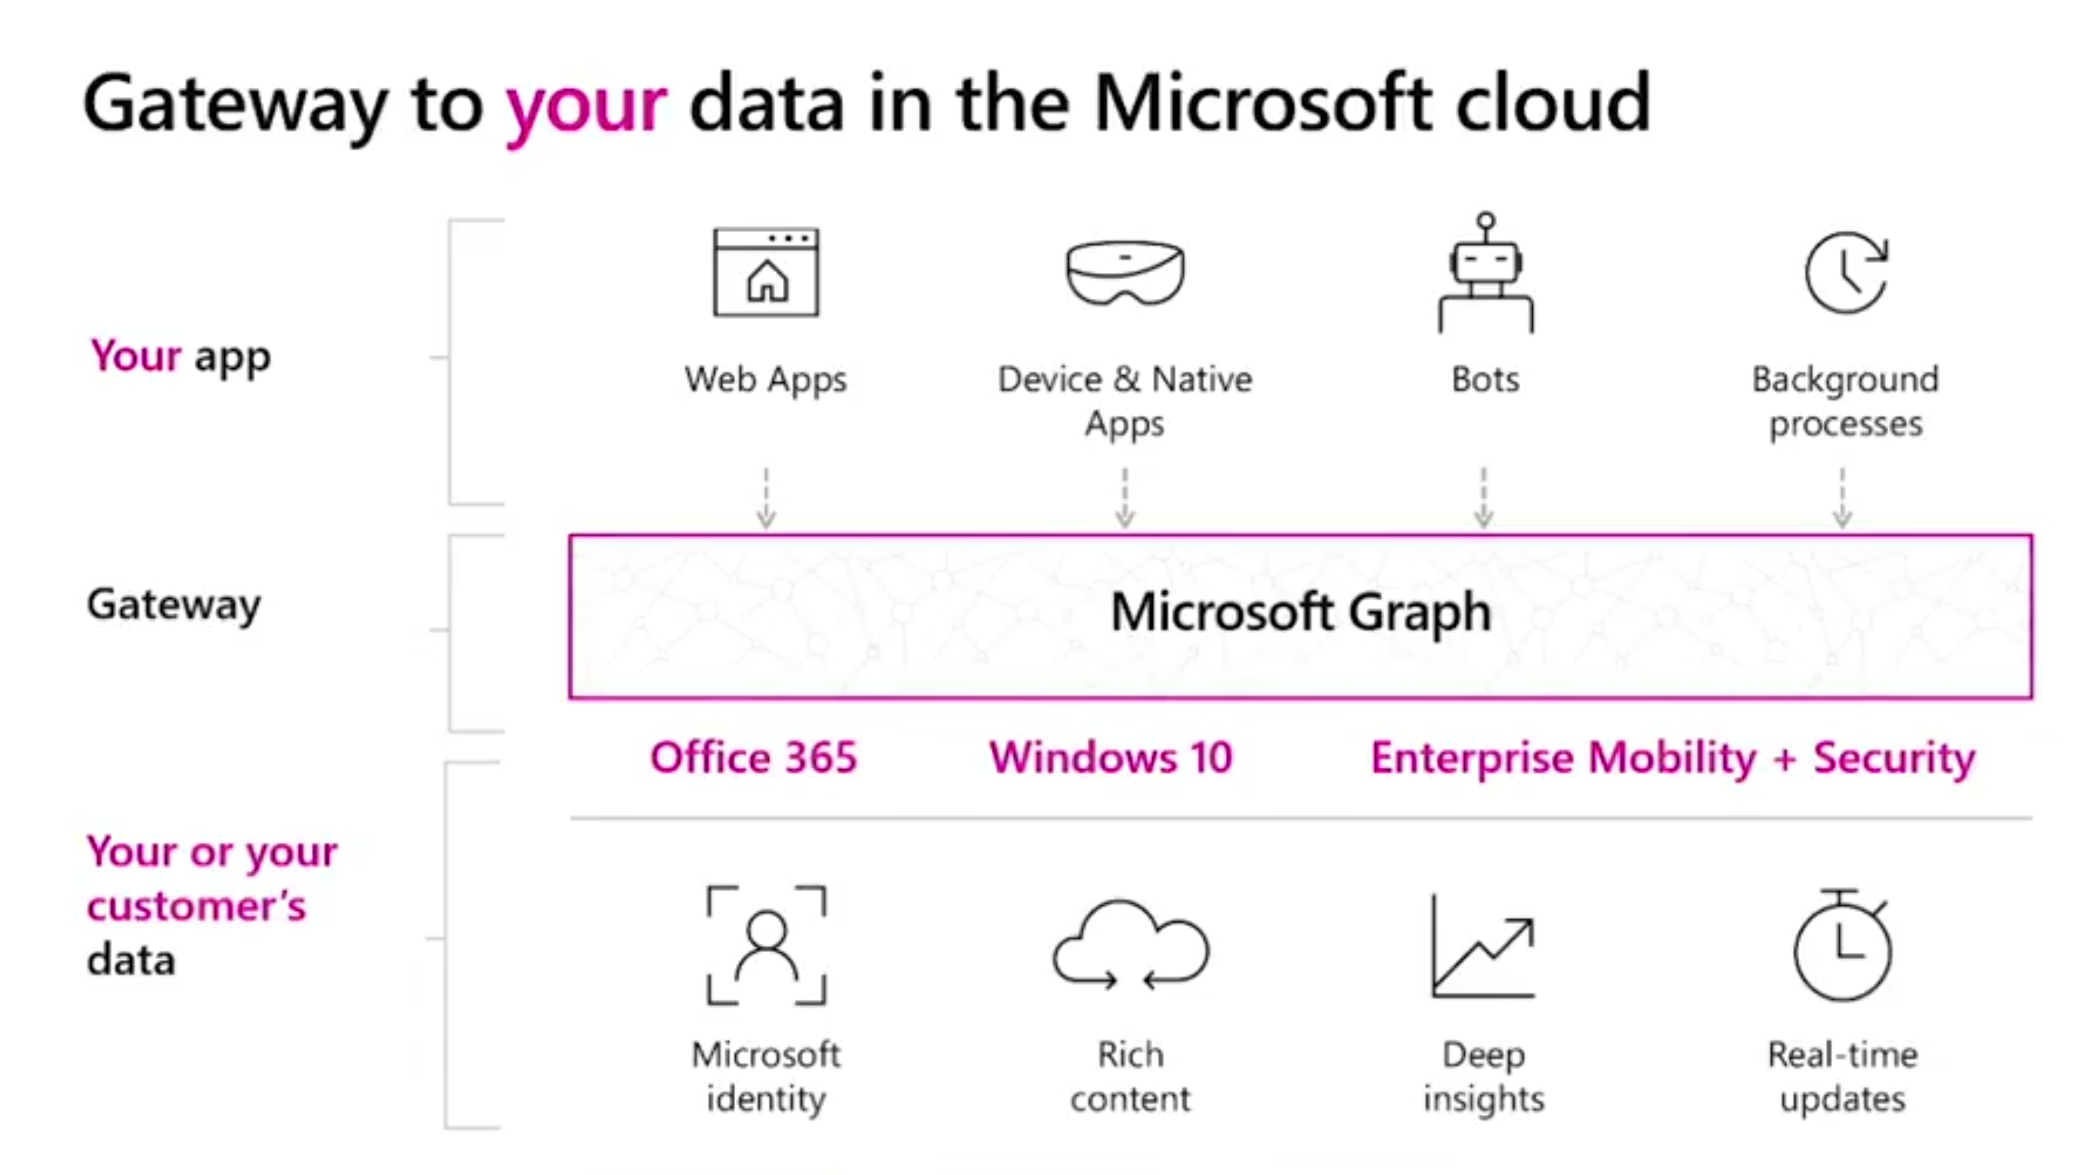 Gateway to your data in the Microsoft cloud
Your app
Web Apps
Device & Native
Apps
Bots
Background
processes
Gateway
Microsoft Graph
Office 365
Windows 10
Enterprise Mobility + Security
Your or your
customer's
data
Microsoft
identity
Rich
content
Deep
insights
Real-time
updates